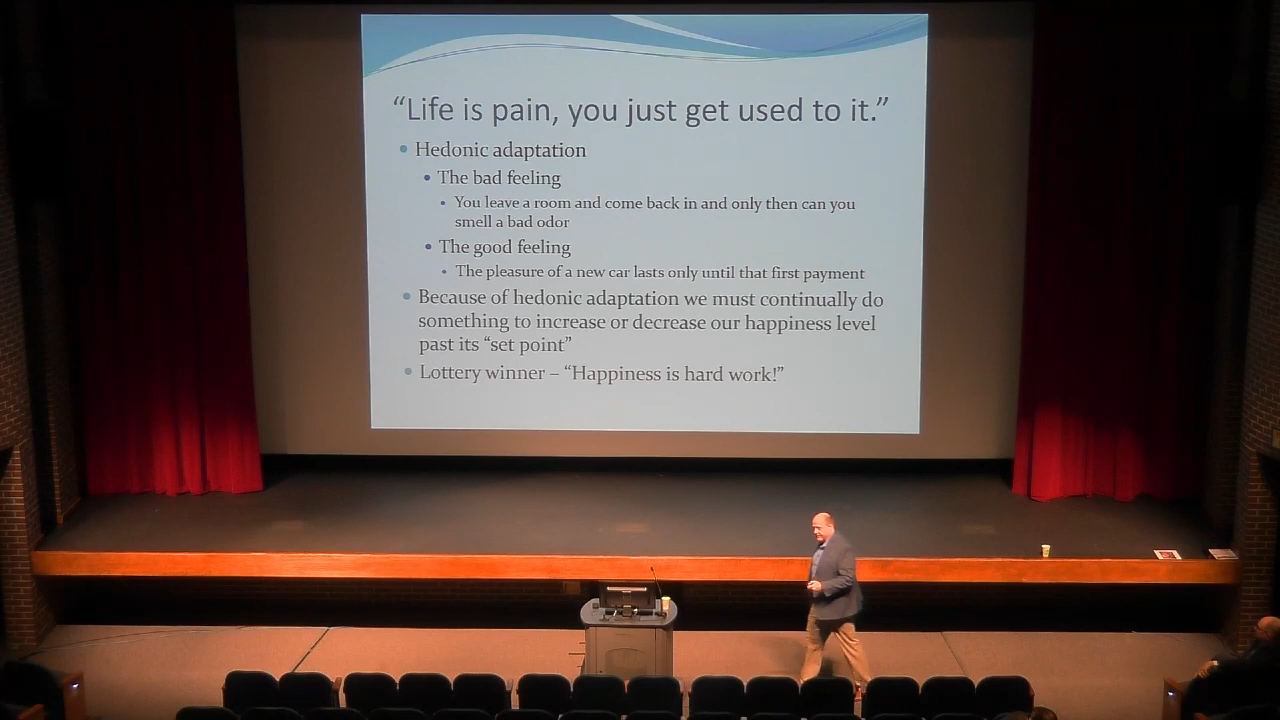 “Life is pain, you just get used to it.”
Hedonic adaptation
The bad feeling
You leave a room and come back in and only then can you
smell a bad odor
The good feeling
The pleasure of a new car lasts only until that first payment
Because of hedonic adaptation we must continually do
something to increase or decrease our happiness level
past its “set point”
Lottery winner – “Happiness is hard work!”